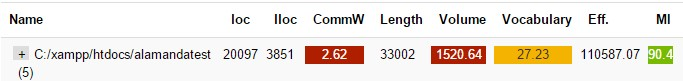 Name loc lloc CommW Length Volume Vocabulary Eff. MI
+ C:/xampp/htdocs/alamandatest 20097 3851 2.62 33002 1520.64 27.23 110587.07 90.4
(5)